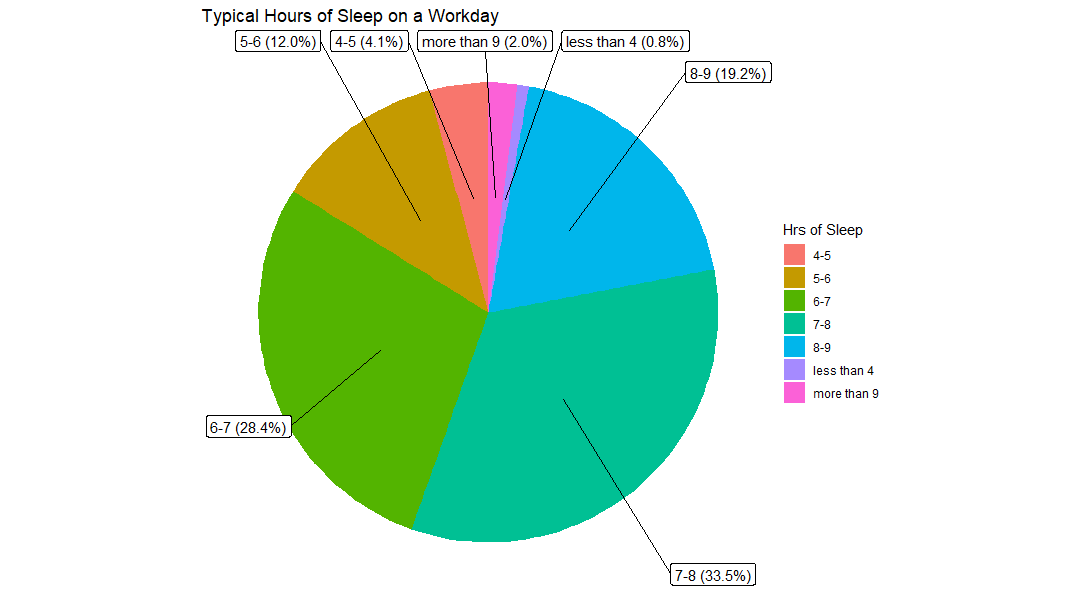 Typical Hours of Sleep on a Workday
5-6 (12.0%)
4-5 (4.1%)
more than 9 (2.0%)
less than 4 (0.8%)
8-9 (19.2%)
6-7 (28.4%)
7-8 (33.5%)
Hrs of Sleep
4-5
5-6
6-7
7-8
8-9
less than 4
more than 9